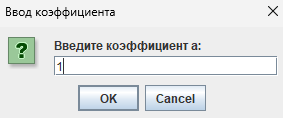 Ввод коэффициента
Введите коэффициент a:
1
OK
Cancel